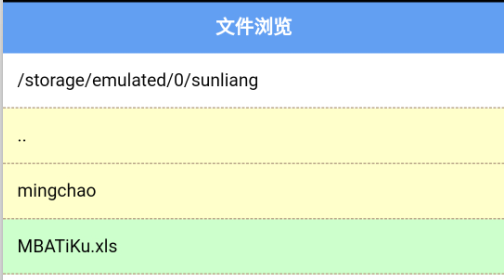 文件浏览
/storage/emulated/0/sunliang
..
mingchao
MBATiKu.xls